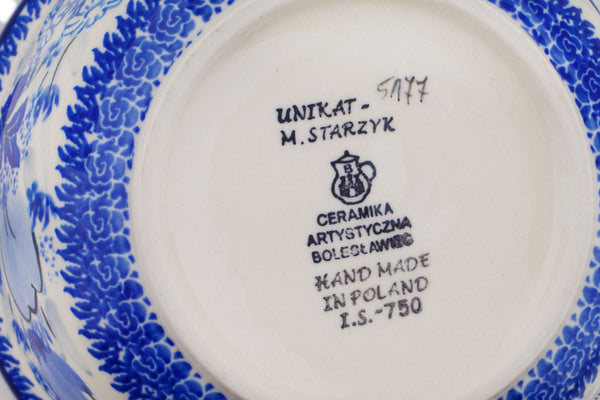 UNIKAT - 5177
M. STARZYK
B
CERAMIKA
ARTYSTYCZNA
BOLESŁAWIEC
HAND MADE
IN POLAND
I.S.-750